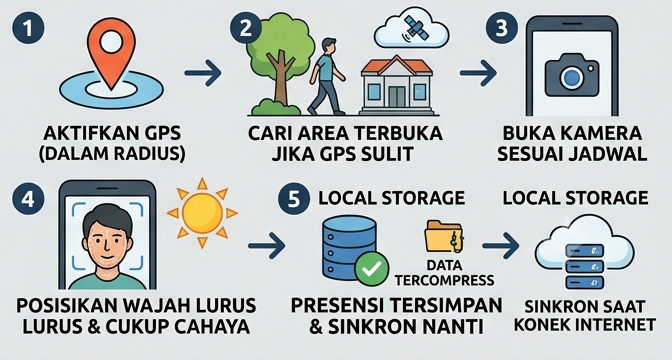 1
AKTIFKAN GPS
(DALAM RADIUS)
2
CARI AREA TERBUKA
JIKA GPS SULIT
3
BUKA KAMERA
SESUAI JADWAL
4
POSISIKAN WAJAH LURUS
LURUS & CUKUP CAHAYA
5
LOCAL STORAGE
DATA
TERCOMPRESS
PRESENSI TERSIMPAN
& SINKRON NANTI
LOCAL STORAGE
SINKRON SAAT
KONEK INTERNET